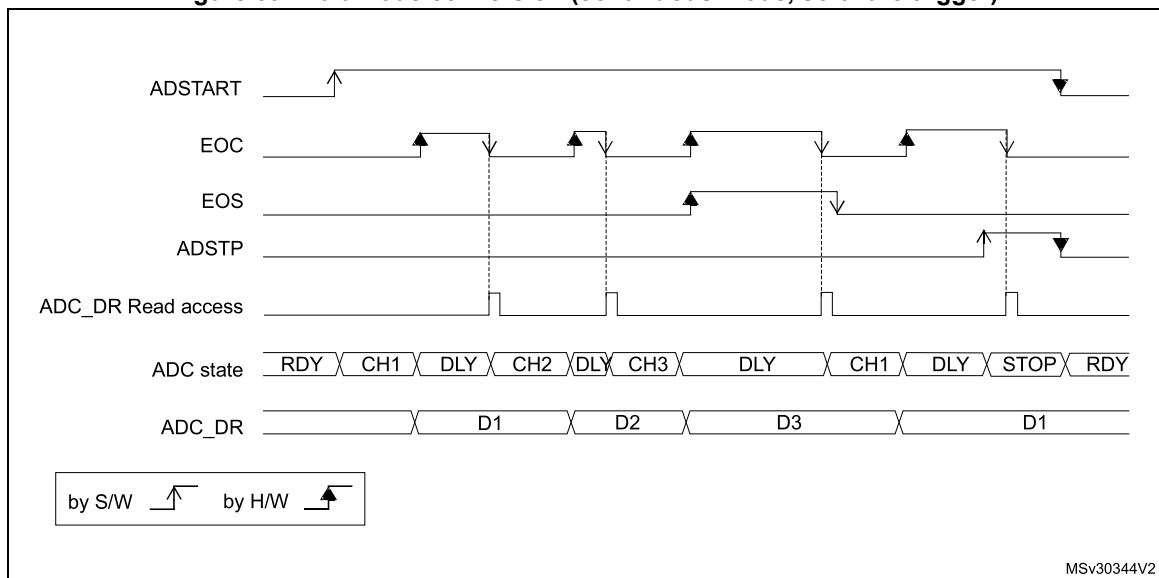 ADSTART
EOC
EOS
ADSTP
ADC_DR Read access
ADC state RDY CH1 DLY CH2 DLY CH3 DLY CH1 DLY STOP RDY
ADC_DR D1 D2 D3 D1
by S/W by H/W
MSv30344V2